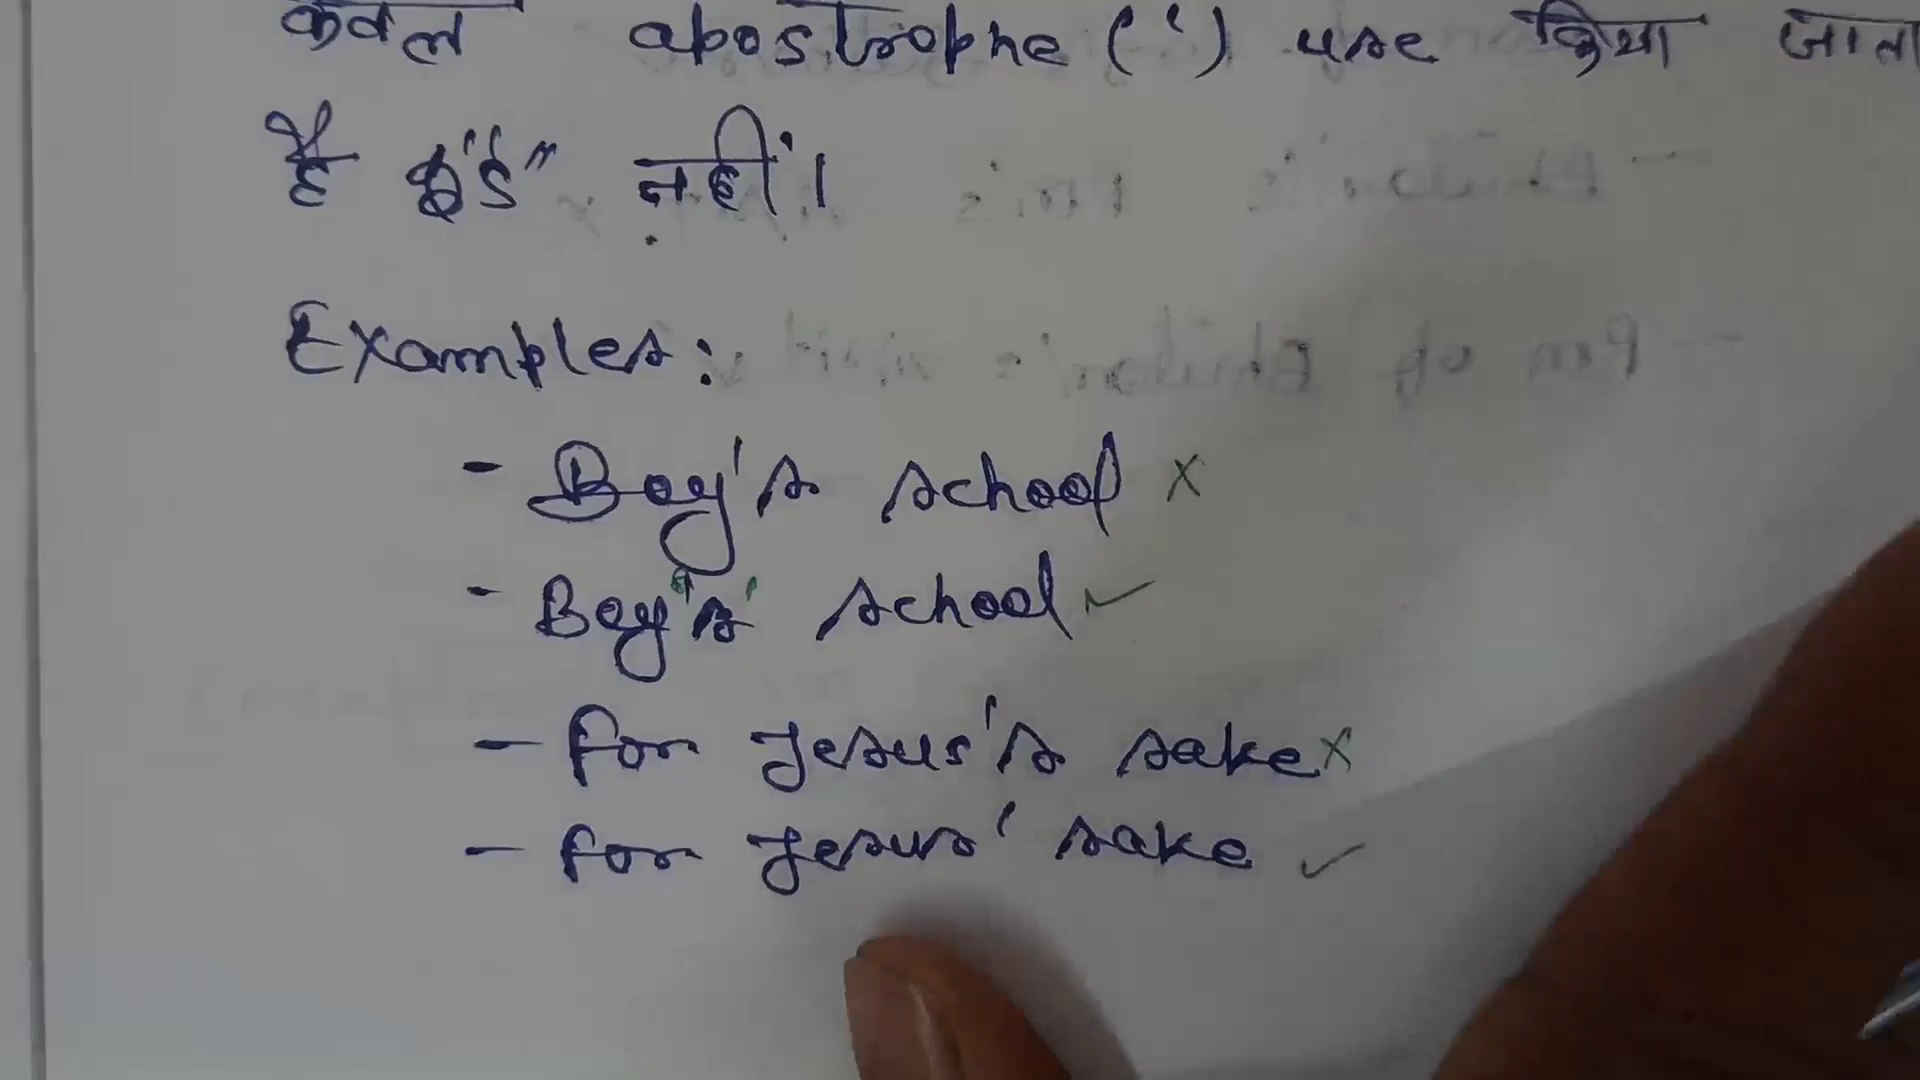 केवल apostrophe (') use किया जाता
है "s" नहीं।
Examples:
- Boy's school x
- Boys' school ✓
- for Jesus's sake x
- for Jesus' sake ✓